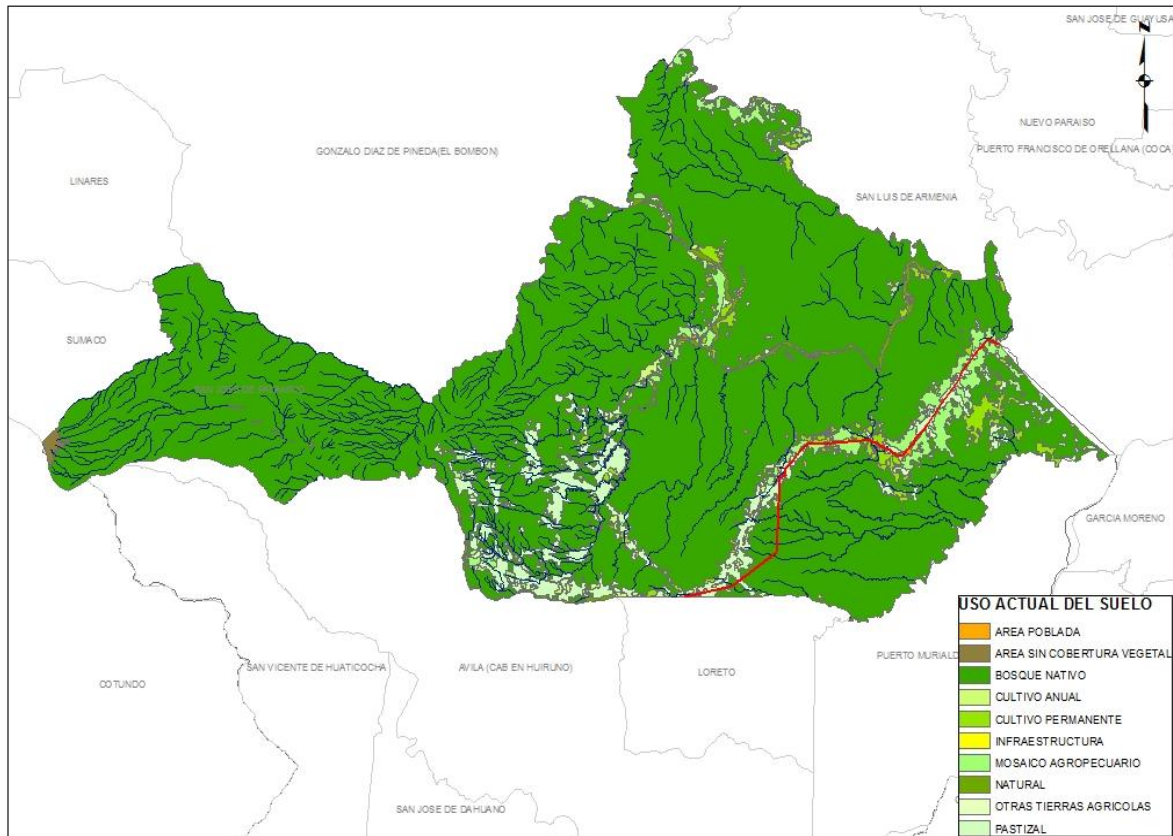 SAN JOSE DE GUAYUSA
Z
NUEVO PARAISO
PUERTO FRANCISCO DE ORELLANA (COCA)
GONZALO DIAZ DE PINEDA(EL BOMBON)
LINARES
SAN LUIS DE ARMENIA
SUMACO
GARCIA MORENO
PUERTO MURIALD
SAN VICENTE DE HUATICOCHA
AVILA (CAB EN HUIRUNO)
LORETO
COTUNDO
SAN JOSE DE DAHUANO
USO ACTUAL DEL SUELO
AREA POBLADA
AREA SIN COBERTURA VEGETAL
BOSQUE NATIVO
CULTIVO ANUAL
CULTIVO PERMANENTE
INFRAESTRUCTURA
MOSAICO AGROPECUARIO
NATURAL
OTRAS TIERRAS AGRICOLAS
PASTIZAL